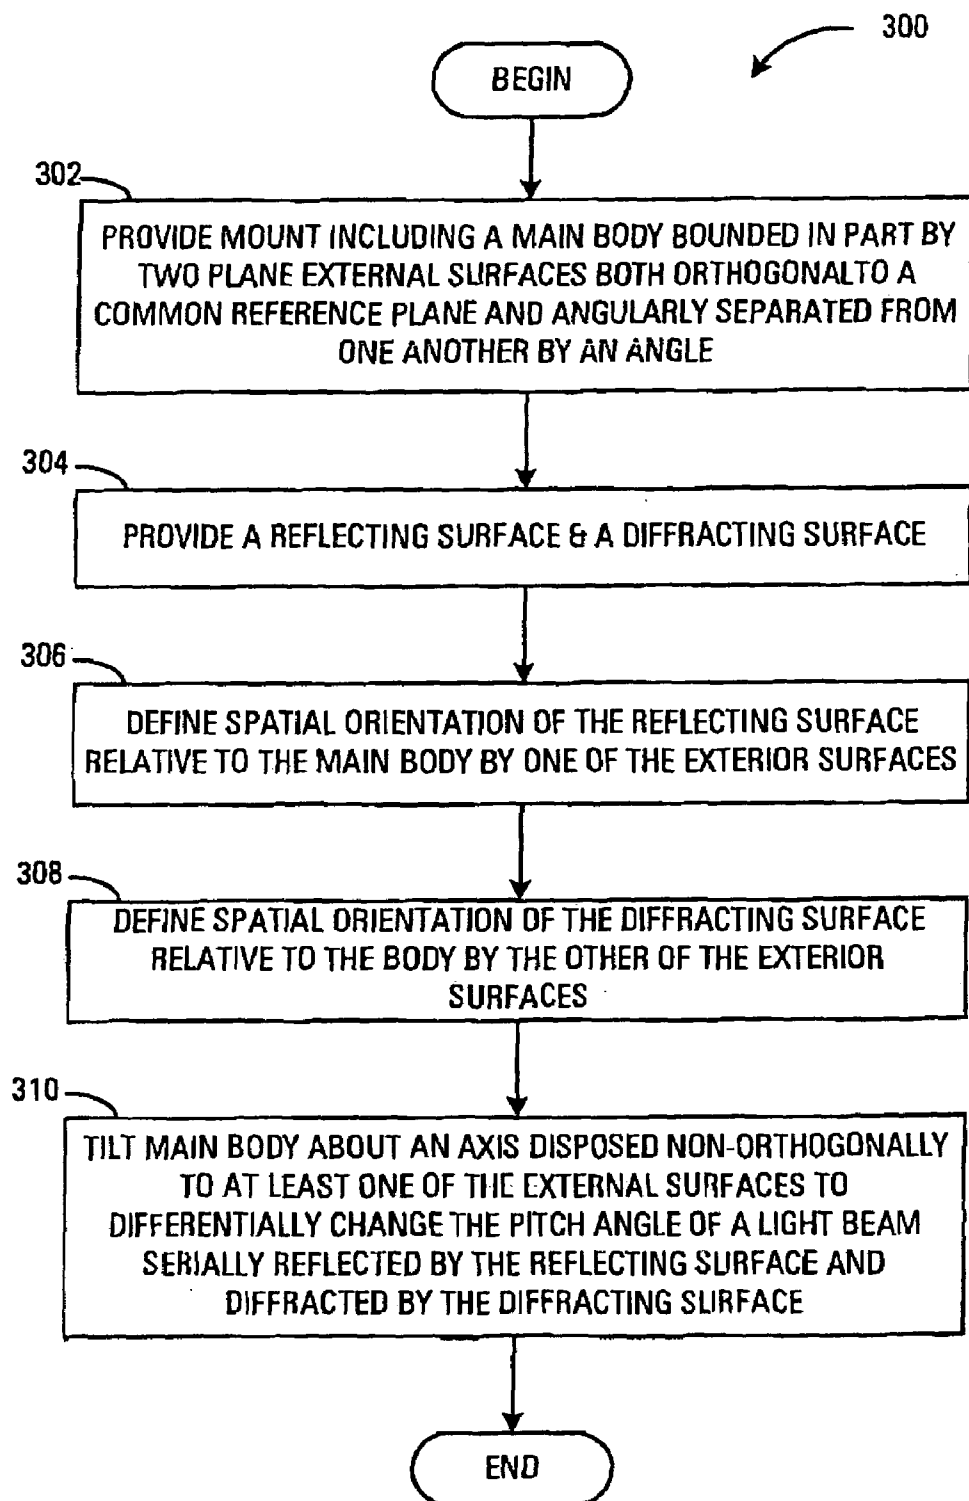 300
BEGIN
302
PROVIDE MOUNT INCLUDING A MAIN BODY BOUNDED IN PART BY
TWO PLANE EXTERNAL SURFACES BOTH ORTHOGONALTO A
COMMON REFERENCE PLANE AND ANGULARLY SEPARATED FROM
ONE ANOTHER BY AN ANGLE
304
PROVIDE A REFLECTING SURFACE & A DIFFRACTING SURFACE
306
DEFINE SPATIAL ORIENTATION OF THE REFLECTING SURFACE
RELATIVE TO THE MAIN BODY BY ONE OF THE EXTERIOR SURFACES
308
DEFINE SPATIAL ORIENTATION OF THE DIFFRACTING SURFACE
RELATIVE TO THE BODY BY THE OTHER OF THE EXTERIOR
SURFACES
310
TILT MAIN BODY ABOUT AN AXIS DISPOSED NON-ORTHOGONALLY
TO AT LEAST ONE OF THE EXTERNAL SURFACES TO
DIFFERENTIALLY CHANGE THE PITCH ANGLE OF A LIGHT BEAM
SERIALLY REFLECTED BY THE REFLECTING SURFACE AND
DIFFRACTED BY THE DIFFRACTING SURFACE
END